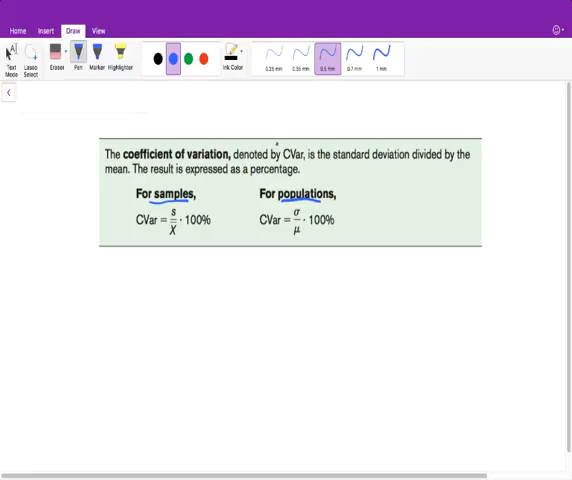 Home Insert Draw View
Text Mode Lasso Select Eraser Pen Marker Highlighter Ink Color 0.25 mm 0.35 mm 0.5 mm 0.7 mm 1 mm
The coefficient of variation, denoted by CVar, is the standard deviation divided by the
mean. The result is expressed as a percentage.
For samples, For populations,
CVar = s/X̄ · 100% CVar = σ/μ · 100%